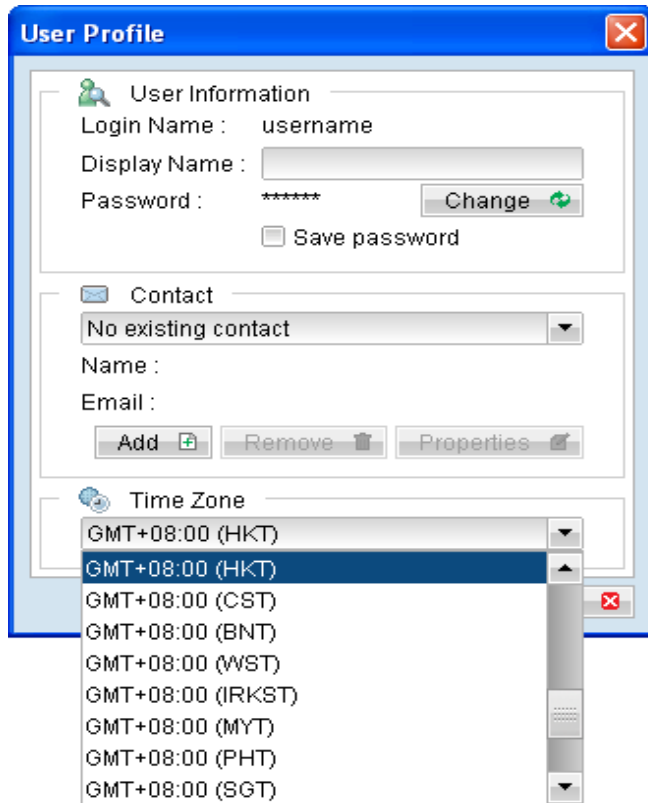 User Profile
User Information
Login Name : username
Display Name :
Password : ****** Change
Save password
Contact
No existing contact
Name :
Email :
Add Remove Properties
Time Zone
GMT+08:00 (HKT)
GMT+08:00 (HKT)
GMT+08:00 (CST)
GMT+08:00 (BNT)
GMT+08:00 (WST)
GMT+08:00 (IRKST)
GMT+08:00 (MYT)
GMT+08:00 (PHT)
GMT+08:00 (SGT)